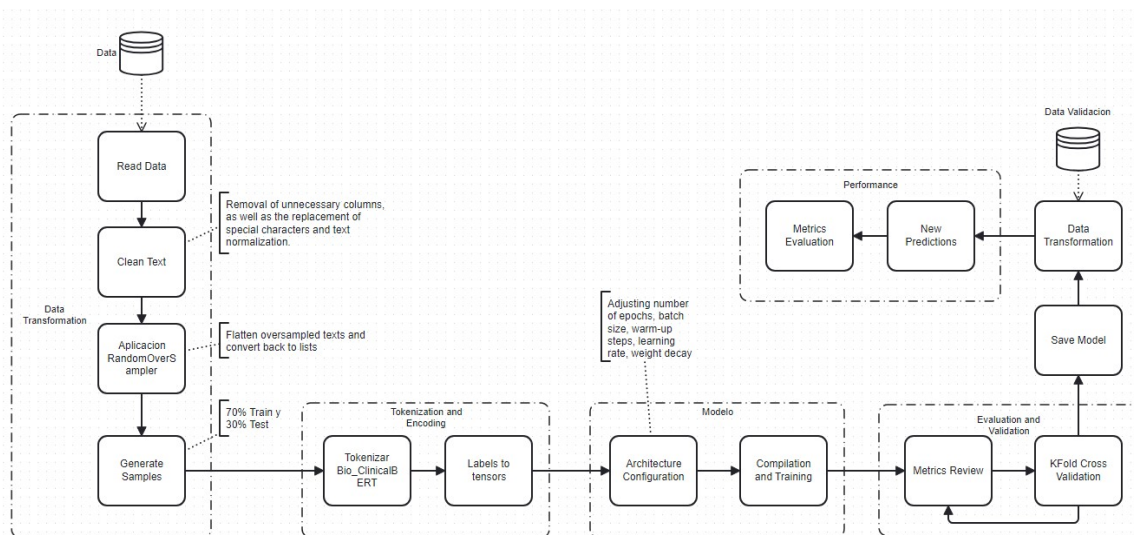 Data
Read Data
Removal of unnecessary columns,
as well as the replacement of
special characters and text
normalization.
Clean Text
Data
Transformation
Aplicacion
RandomOverS
ampler
Flatten oversampled texts and
convert back to lists
70% Train y
30% Test
Generate
Samples
Tokenization and
Encoding
Tokenizar
Bio_ClinicalB
ERT
Labels to
tensors
Adjusting number
of epochs, batch
size, warm-up
steps, learning
rate, weight decay
Modelo
Architecture
Configuration
Compilation
and Training
Evaluation and
Validation
Metrics Review
KFold Cross
Validation
Save Model
Data Validacion
Data
Transformation
Performance
New
Predictions
Metrics
Evaluation